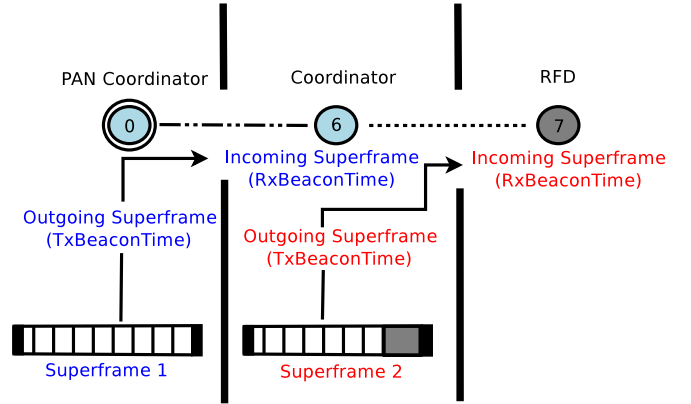 PAN Coordinator
Coordinator
RFD
0
6
7
Incoming Superframe
(RxBeaconTime)
Incoming Superframe
(RxBeaconTime)
Outgoing Superframe
(TxBeaconTime)
Outgoing Superframe
(TxBeaconTime)
Superframe 1
Superframe 2